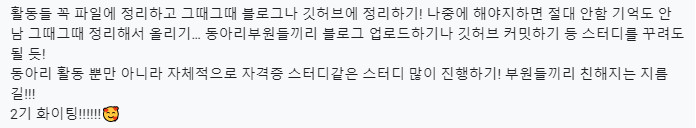 활동들 꼭 파일에 정리하고 그때그때 블로그나 깃허브에 정리하기! 나중에 해야지하면 절대 안함 기억도 안
남 그때그때 정리해서 올리기... 동아리부원들끼리 블로그 업로드하기나 깃허브 커밋하기 등 스터디를 꾸려도
될 듯!
동아리 활동 뿐만 아니라 자체적으로 자격증 스터디같은 스터디 많이 진행하기! 부원들끼리 친해지는 지름
길!!!
2기 화이팅!!!!!!🥰